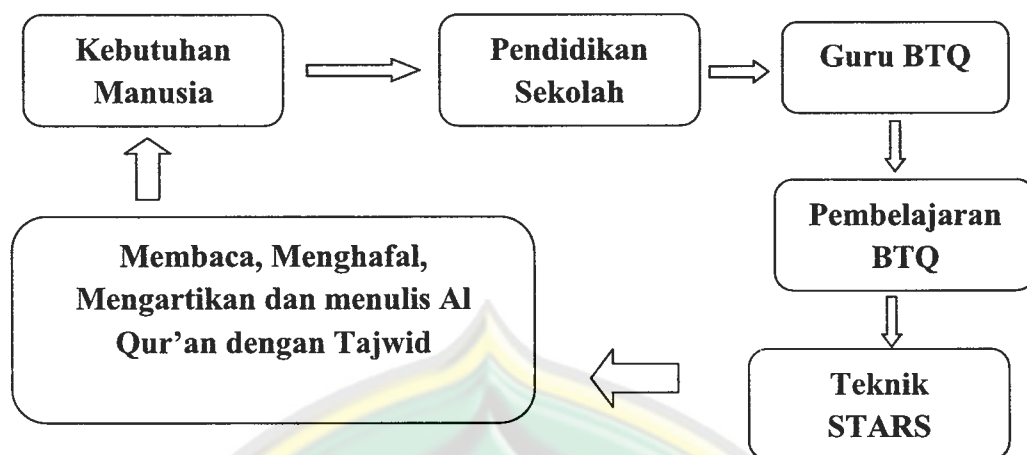 Kebutuhan
Manusia
Pendidikan
Sekolah
Guru BTQ
Pembelajaran
BTQ
Teknik
STARS
Membaca, Menghafal,
Mengartikan dan menulis Al
Qur’an dengan Tajwid